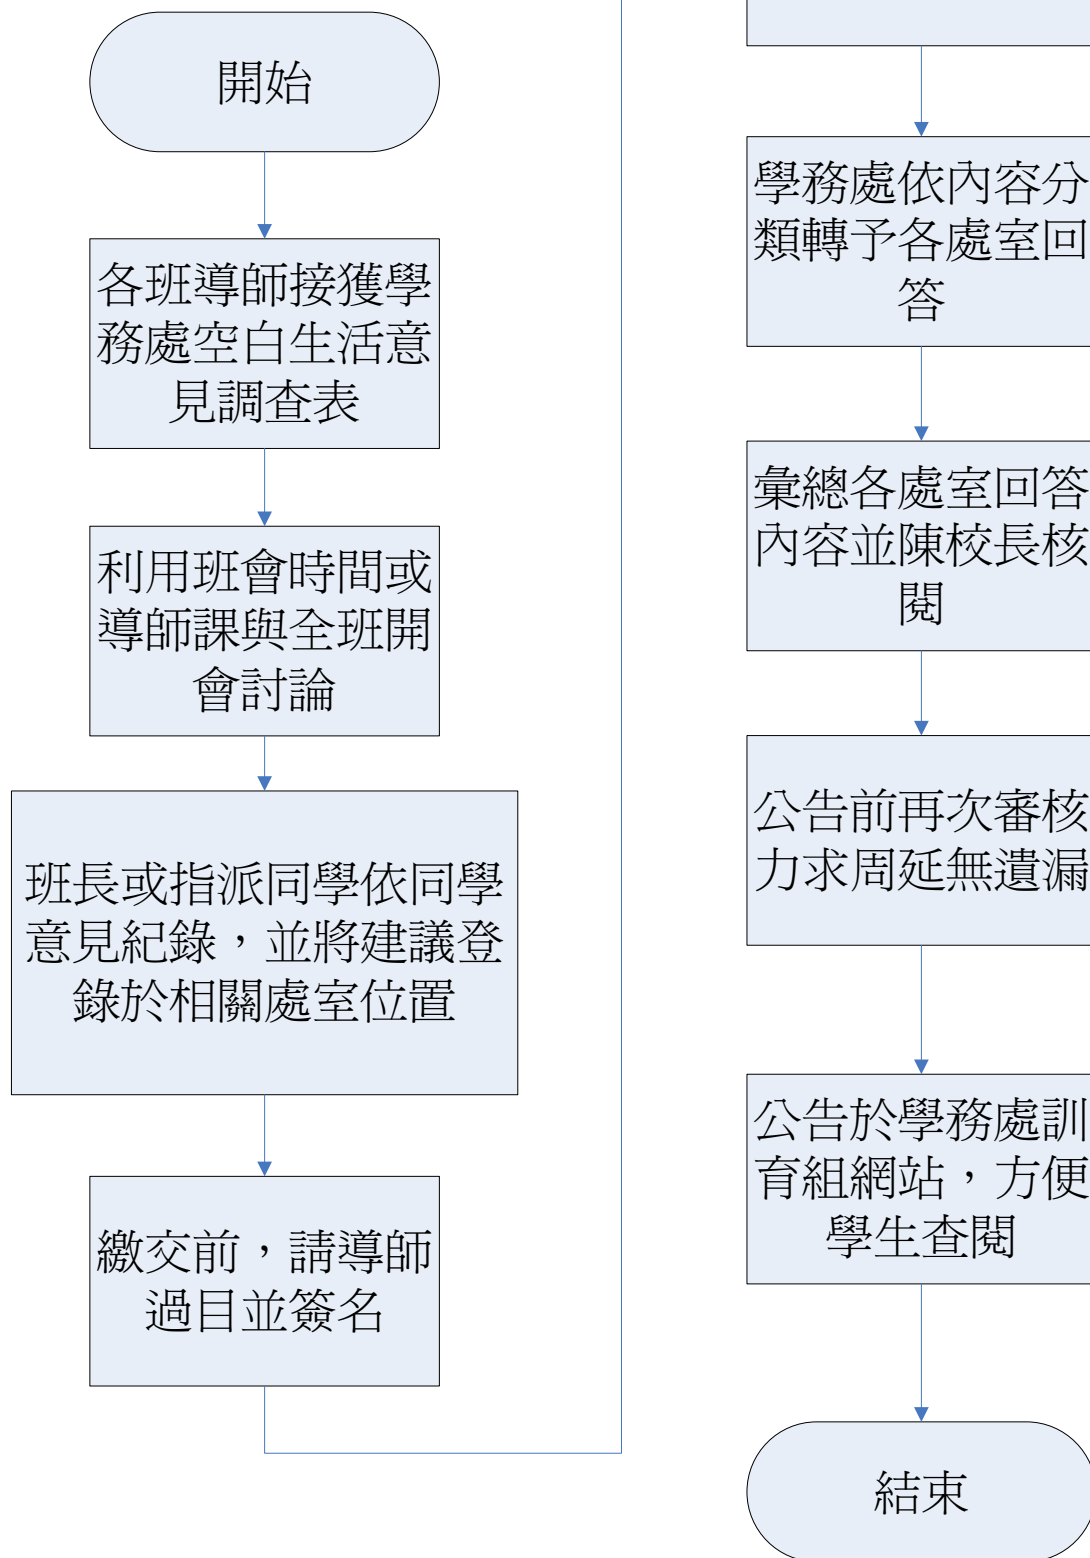 開始
各班導師接獲學
務處空白生活意
見調查表
利用班會時間或
導師課與全班開
會討論
班長或指派同學依同學
意見紀錄，並將建議登
錄於相關處室位置
繳交前，請導師
過目並簽名
學務處依內容分
類轉予各處室回
答
彙總各處室回答
內容並陳校長核
閱
公告前再次審核
力求周延無遺漏
公告於學務處訓
育組網站，方便
學生查閱
結束